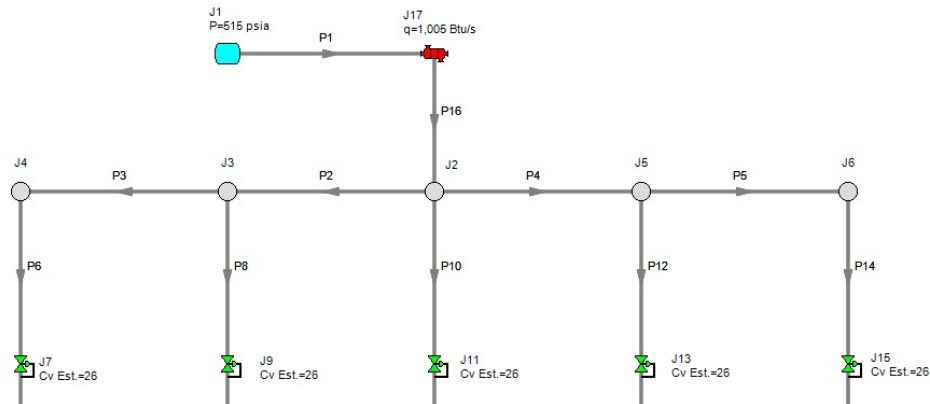 J1
P=515 psia
J17
q=1,005 Btu/s
P1
P16
J4
P3
J3
P2
J2
P4
J5
P5
J6
P6
P8
P10
P12
P14
J7
Cv Est.=26
J9
Cv Est.=26
J11
Cv Est.=26
J13
Cv Est.=26
J15
Cv Est.=26